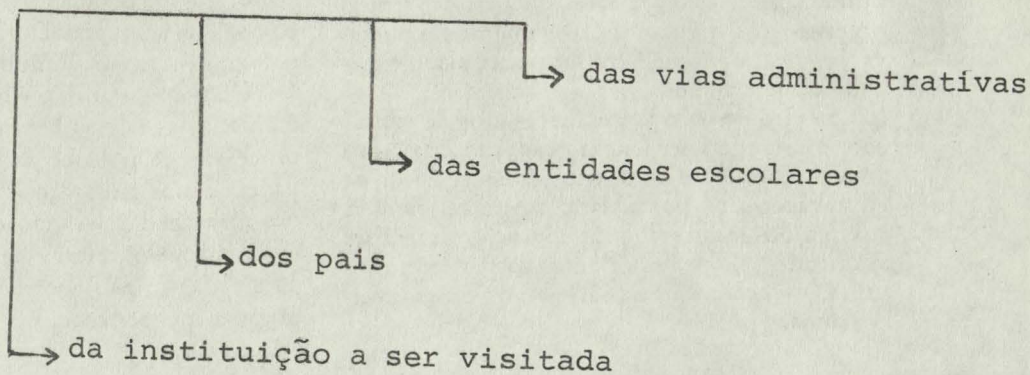 das vias administrativas
das entidades escolares
dos pais
da instituição a ser visitada